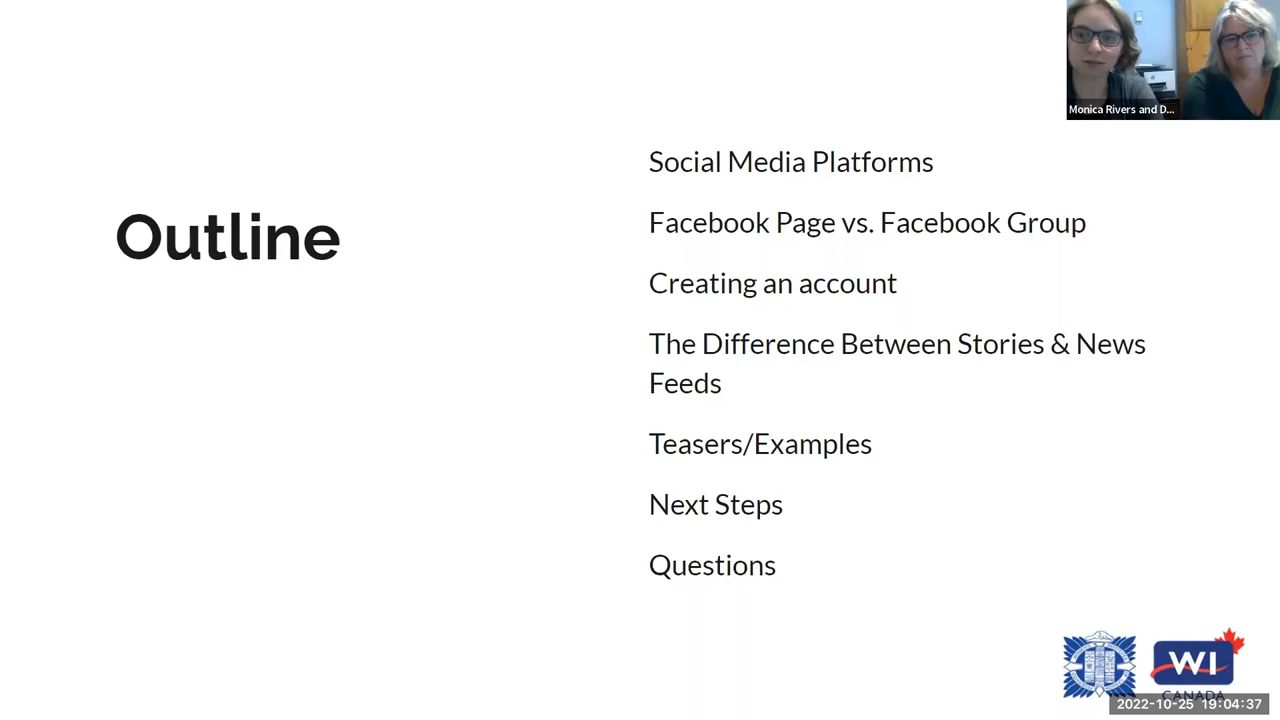 Monica Rivers and D...
Outline
Social Media Platforms
Facebook Page vs. Facebook Group
Creating an account
The Difference Between Stories & News
Feeds
Teasers/Examples
Next Steps
Questions
WI
CANADA
2022-10-25 19:04:37